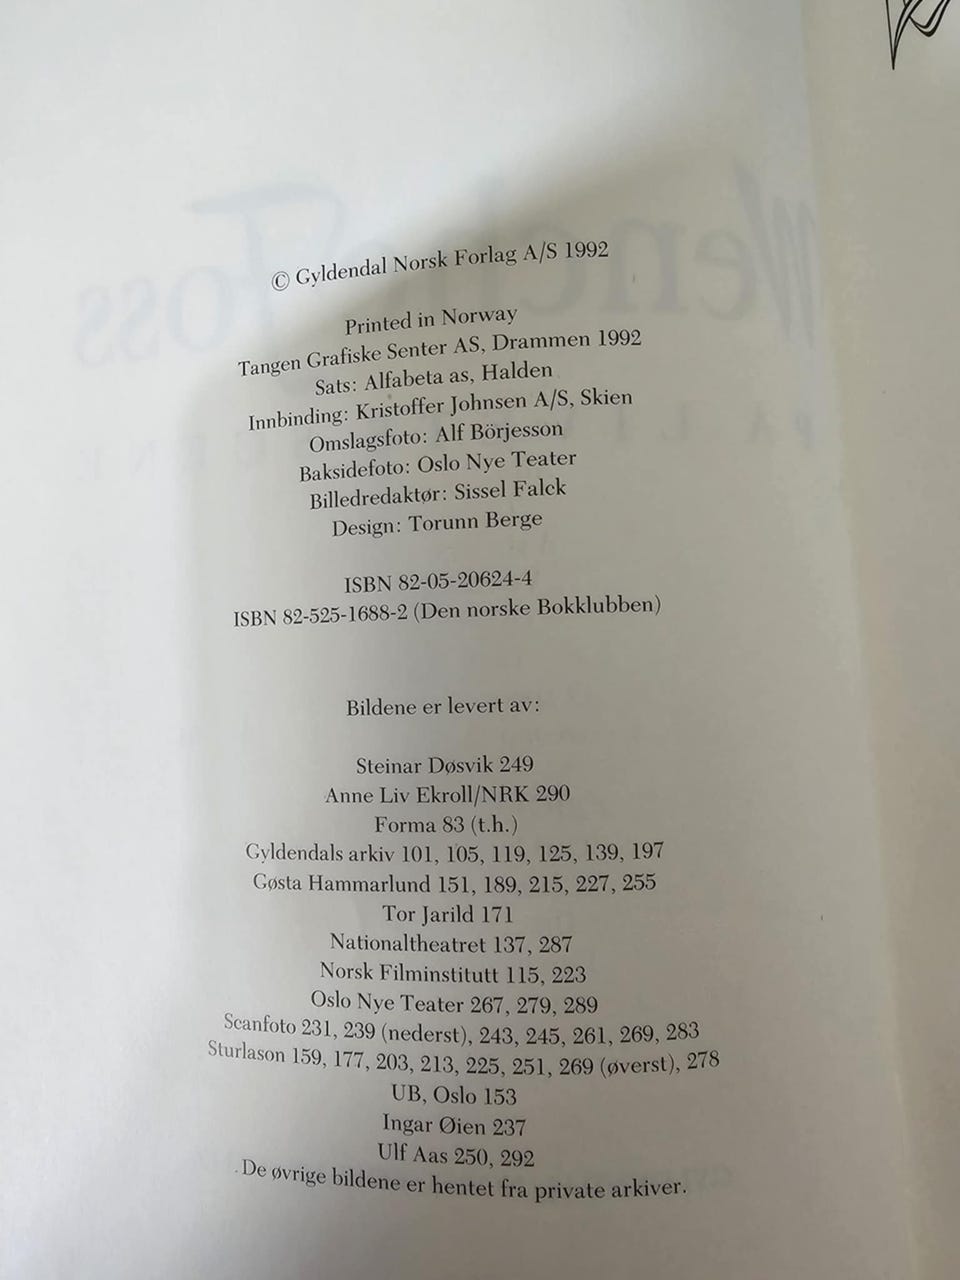 © Gyldendal Norsk Forlag A/S 1992
Printed in Norway
Tangen Grafiske Senter AS, Drammen 1992
Sats: Alfabeta as, Halden
Innbinding: Kristoffer Johnsen A/S, Skien
Omslagsfoto: Alf Börjesson
Baksidefoto: Oslo Nye Teater
Billedredaktør: Sissel Falck
Design: Torunn Berge
ISBN 82-05-20624-4
ISBN 82-525-1688-2 (Den norske Bokklubben)
Bildene er levert av:
Steinar Døsvik 249
Anne Liv Ekroll/NRK 290
Forma 83 (t.h.)
Gyldendals arkiv 101, 105, 119, 125, 139, 197
Gøsta Hammarlund 151, 189, 215, 227, 255
Tor Jarild 171
Nationaltheatret 137, 287
Norsk Filminstitutt 115, 223
Oslo Nye Teater 267, 279, 289
Scanfoto 231, 239 (nederst), 243, 245, 261, 269, 283
Sturlason 159, 177, 203, 213, 225, 251, 269 (øverst), 278
UB, Oslo 153
Ingar Øien 237
Ulf Aas 250, 292
De øvrige bildene er hentet fra private arkiver.